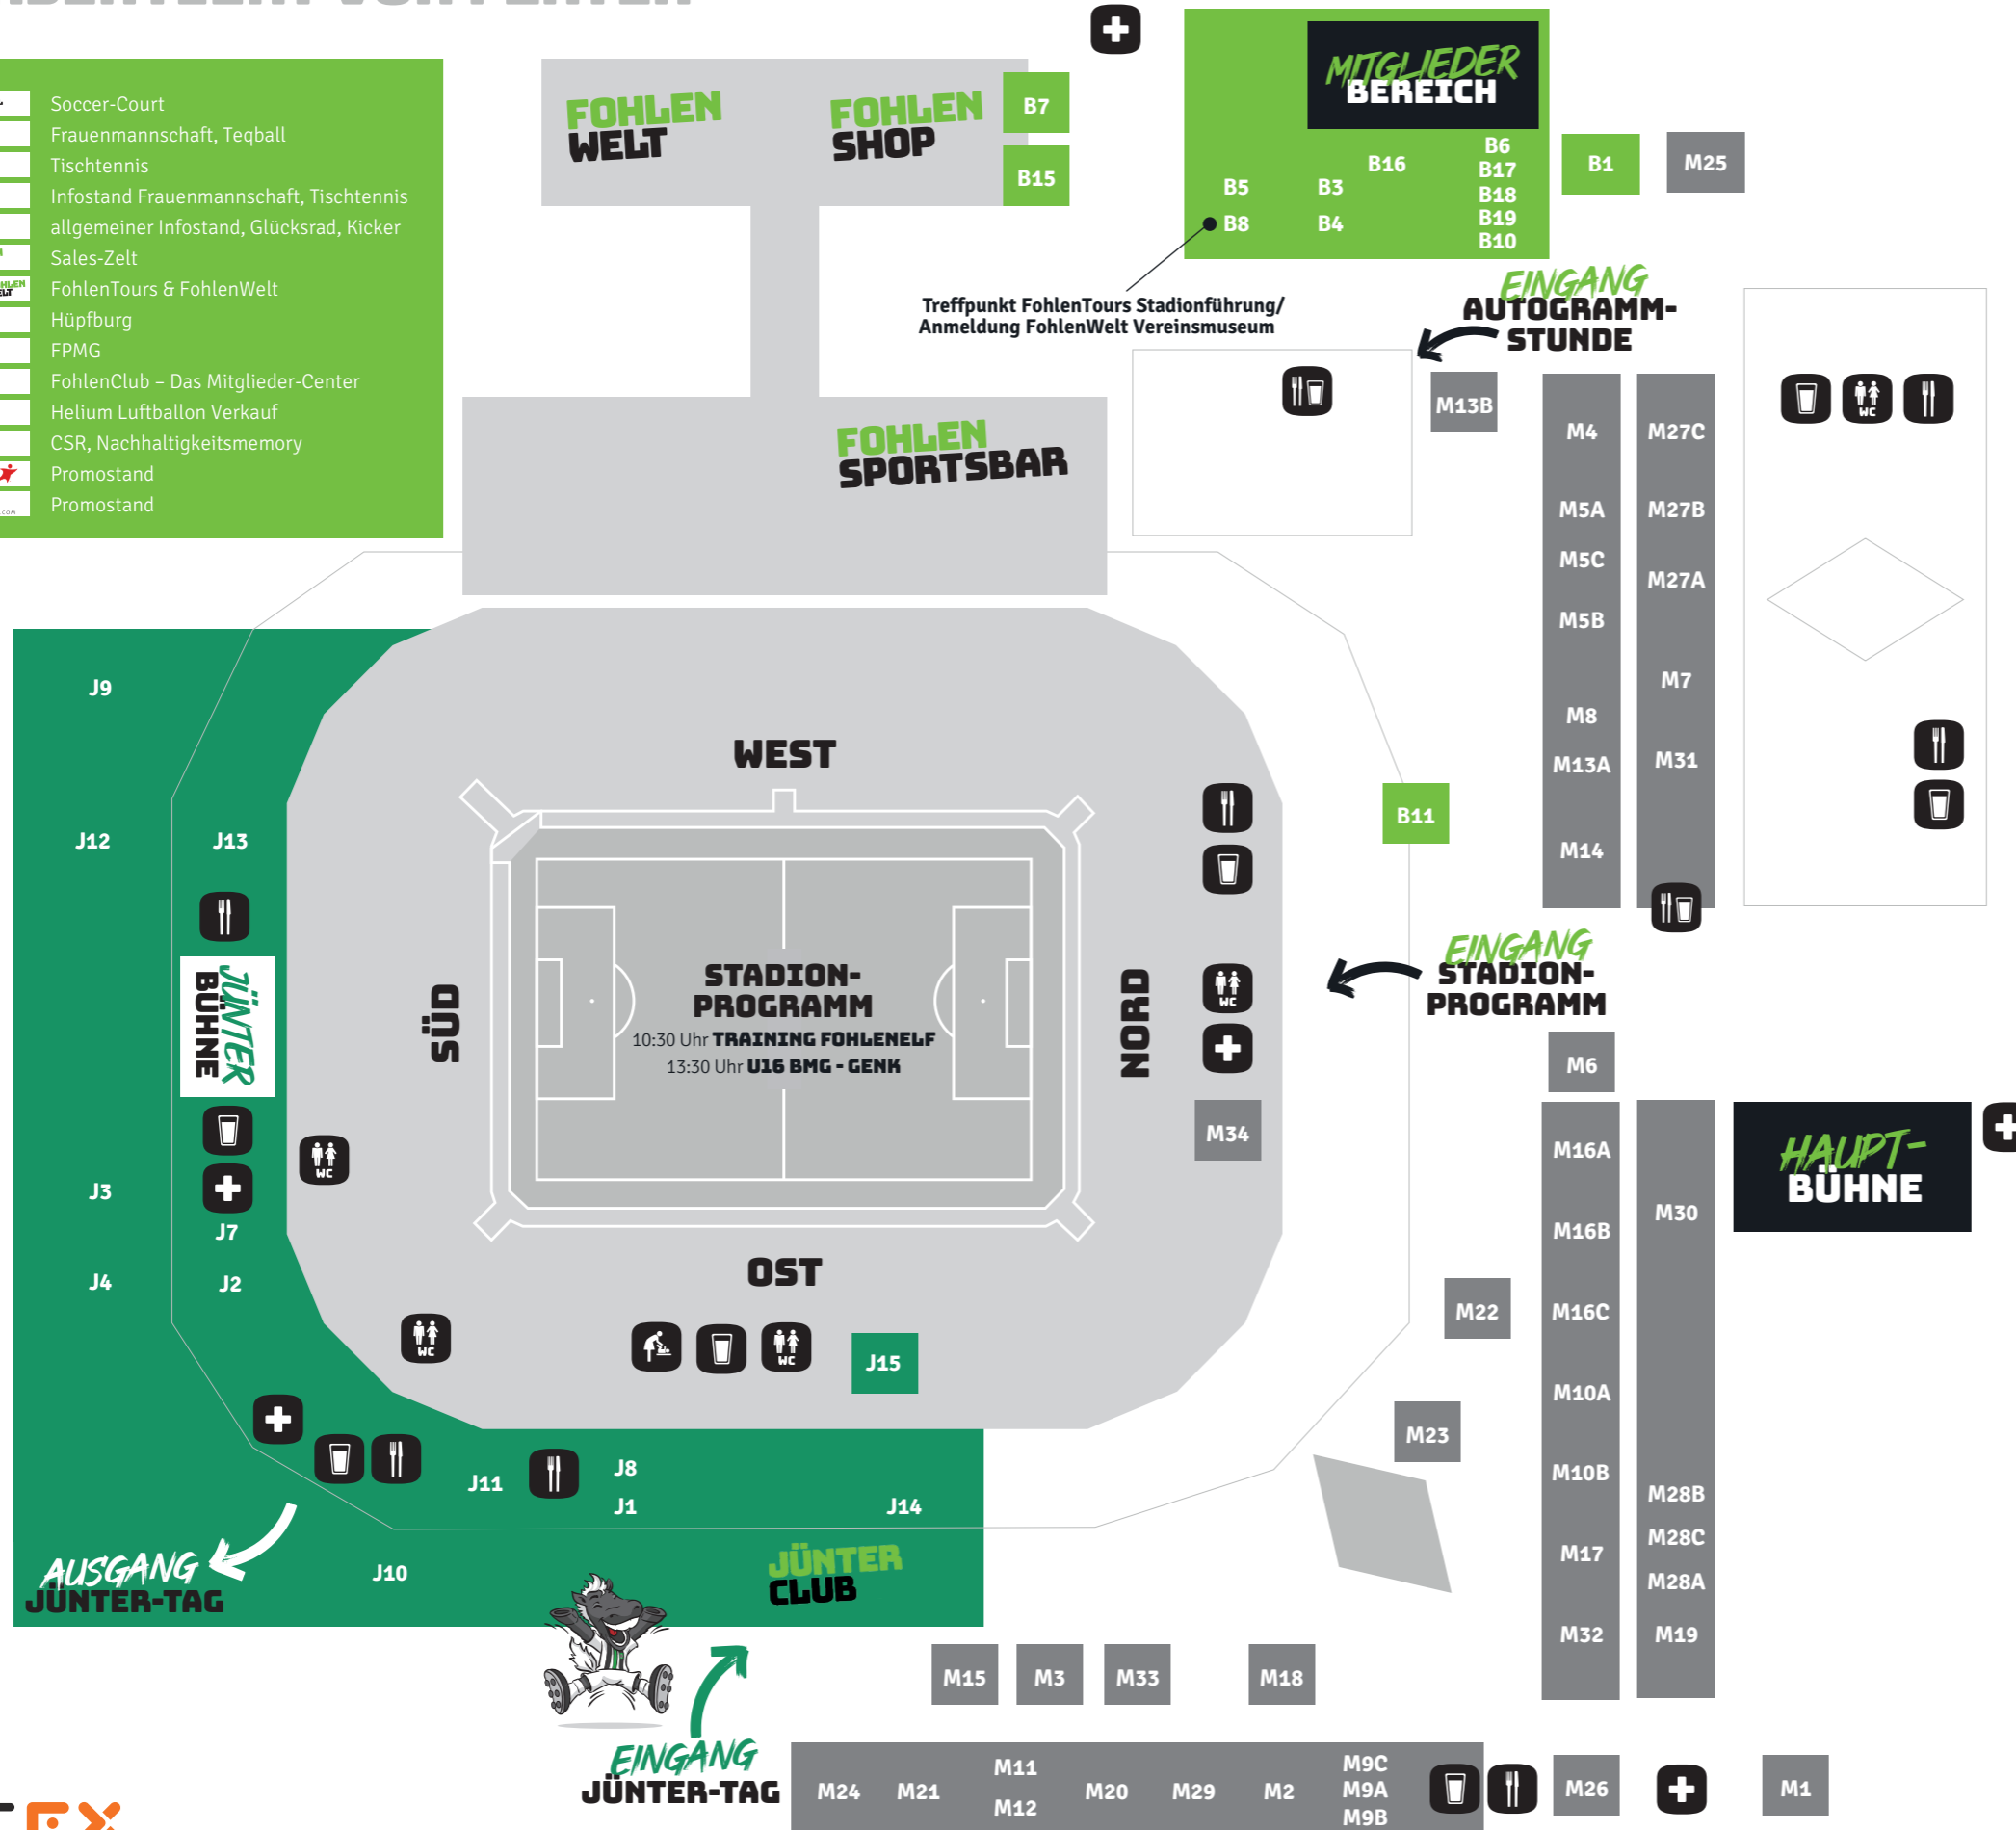 Soccer-Court
Frauenmannschaft, Teqball
Tischtennis
Infostand Frauenmannschaft, Tischtennis
allgemeiner Infostand, Glücksrad, Kicker
Sales-Zelt
FohlenTours & FohlenWelt
Hüpfburg
FPMG
FohlenClub – Das Mitglieder-Center
Helium Luftballon Verkauf
CSR, Nachhaltigkeitsmemory
Promostand
Promostand
FOHLEN
WELT
FOHLEN
SHOP
B7
B15
MITGLIEDER
BEREICH
B6
B16
B17
B5
B3
B18
B8
B4
B19
B10
B1
M25
Treffpunkt FohlenTours Stadionführung/
Anmeldung FohlenWelt Vereinsmuseum
EINGANG
AUTOGRAMM-
STUNDE
FOHLEN
SPORTSBAR
M13B
M4
M27C
WC
M5A
M27B
M5C
M27A
M5B
M7
M8
M13A
M31
M14
B11
J9
J12
J13
JÜNTER
BÜHNE
WEST
SÜD
STADION-
PROGRAMM
10:30 Uhr TRAINING FOHLENELF
13:30 Uhr U16 BMG - GENK
NORD
WC
M34
EINGANG
STADION-
PROGRAMM
M6
M16A
HAUPT-
BÜHNE
M30
M16B
M22
M16C
M10A
M23
M10B
M28B
M28C
M17
M28A
M32
M19
WC
J3
J7
J4
J2
OST
WC
WC
J15
J11
J8
J1
J14
J10
AUSGANG
JÜNTER-TAG
JÜNTER
CLUB
EINGANG
JÜNTER-TAG
M15
M3
M33
M18
M24
M21
M11
M12
M20
M29
M2
M9C
M9A
M9B
M26
M1